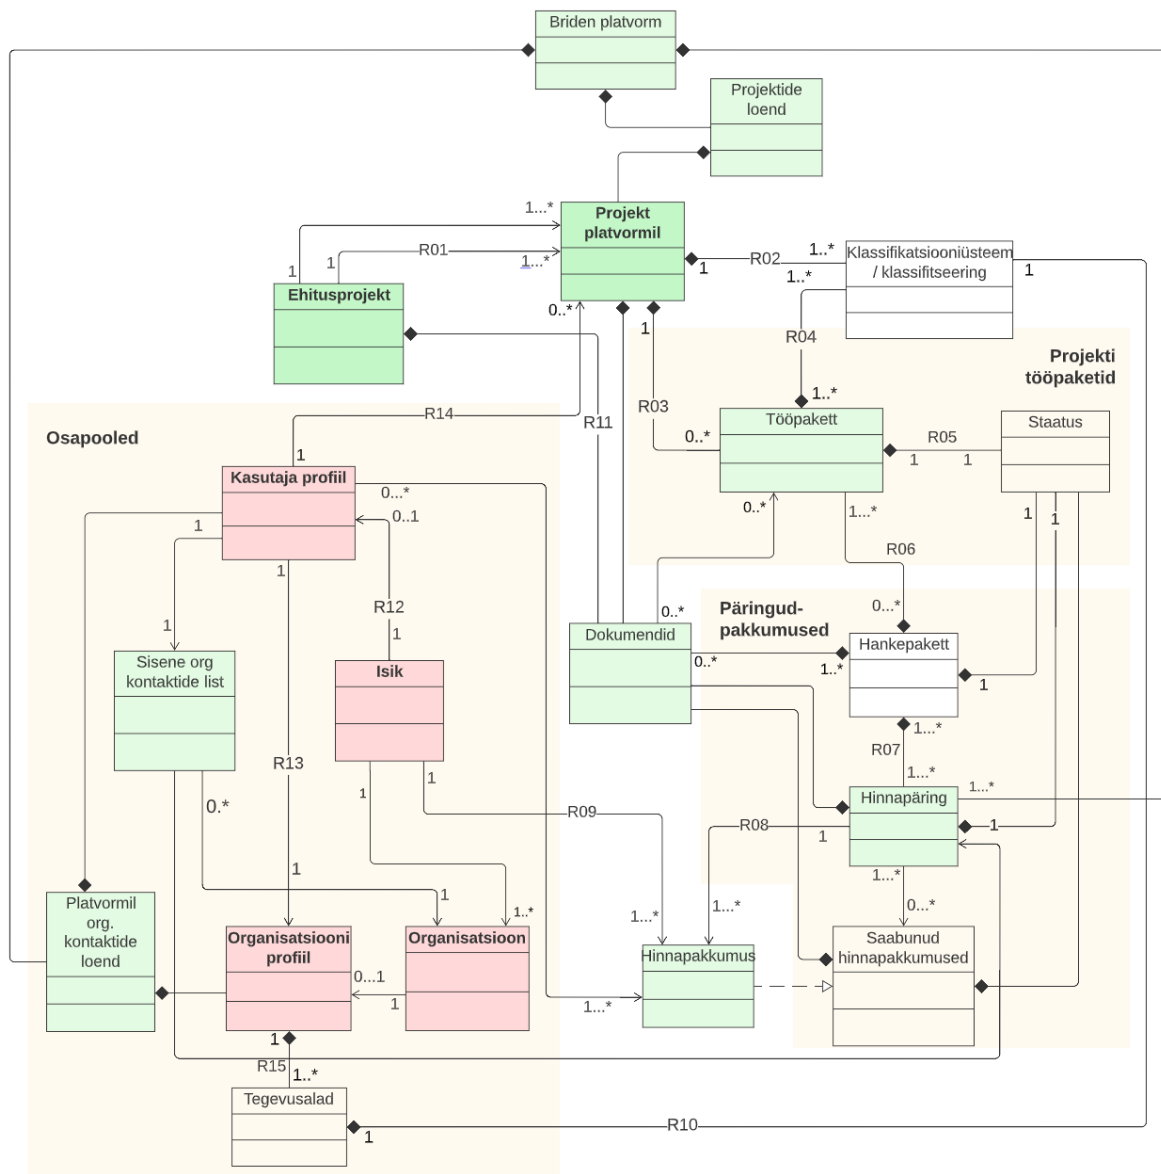 Briden platvorm
Projektide
loend
1...*
Projekt
platvormil
R01
1
1
1...*
R02
1
1..*
Klassifikatsiooniüsteem
/ klassifitseering
1
1..*
Ehitusprojekt
0..*
1
R04
Projekti
tööpaketid
R03
1..*
R14
R11
Tööpakett
Staatus
Osapooled
0..*
R05
1
1
1
Kasutaja profiil
0...*
0..1
0..*
1...*
1
1
1
R06
1
R12
0..*
0...*
Päringud-
pakkumused
1
1
Dokumendid
Hankepakett
Sisene org
kontaktide list
Isik
0..*
1..*
1
1...*
R07
R13
1...*
1
1
Hinnapäring
1...*
0.*
R09
R08
1
1
1
1...*
1
1
0...*
Platvormil
org.
kontaktide
loend
1..*
1...*
1...*
Organisatsiooni
profiil
Organisatsioon
Hinnapakkumus
Saabunud
hinnapakkumused
0...1
1
1...*
1
R15
1..*
Tegevusalad
R10
1